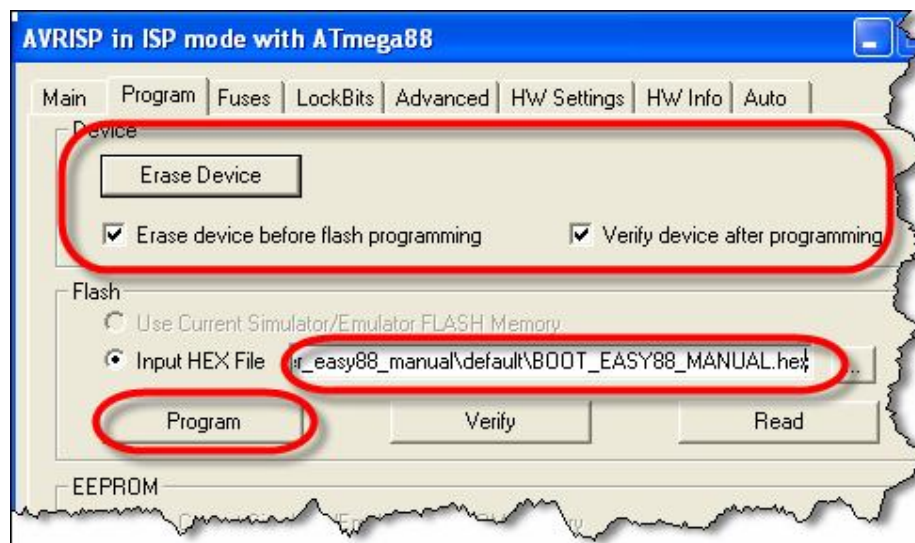 AVRISP in ISP mode with ATmega88
Main Program Fuses LockBits Advanced HW Settings HW Info Auto
Device
Erase Device
Erase device before flash programming Verify device after programming
Flash
Use Current Simulator/Emulator FLASH Memory
Input HEX File r_easy88_manual\default\BOOT_EASY88_MANUAL.hex ...
Program Verify Read
EEPROM